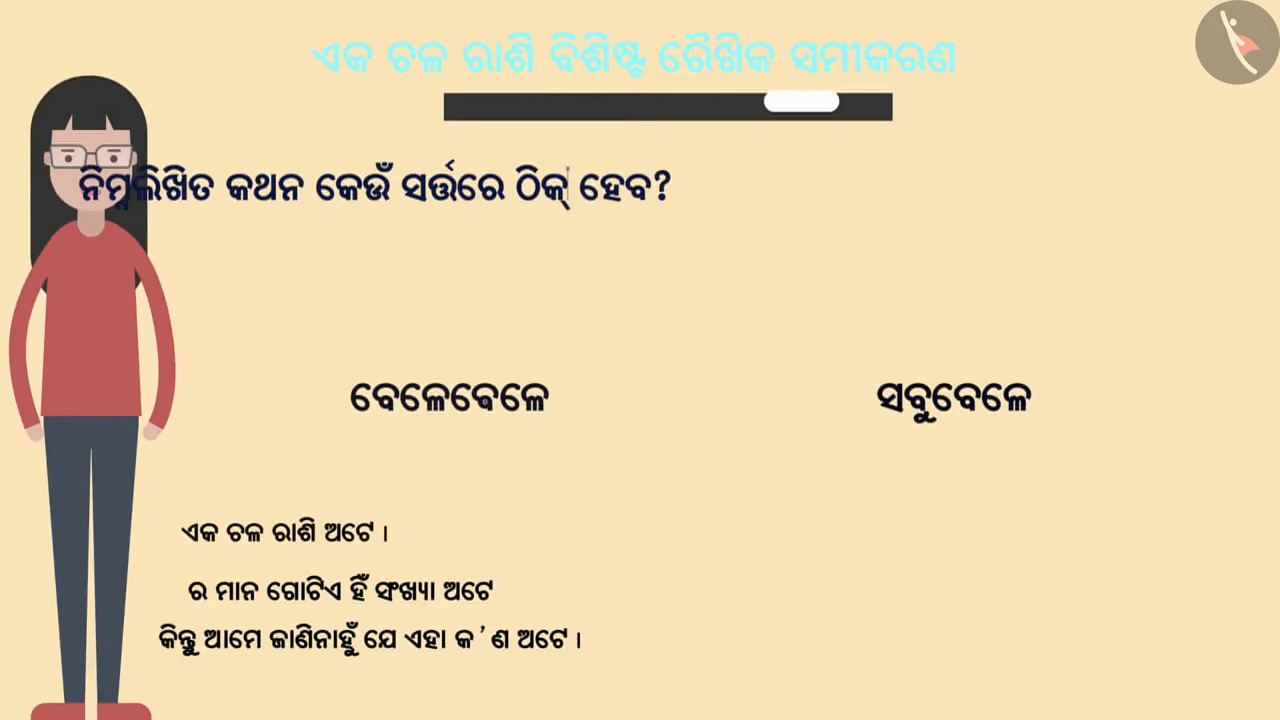 ଏକ ଚଳ ରାଶି ବିଶିଷ୍ଟ ରୈଖିକ ସମୀକରଣ
ନିମ୍ନଲିଖିତ କଥନ କେଉଁ ସର୍ତ୍ତରେ ଠିକ୍ ହେବ?
ବେଳେବେଳେ ସବୁବେଳେ
ଏକ ଚଳ ରାଶି ଅଟେ ।
ର ମାନ ଗୋଟିଏ ହିଁ ସଂଖ୍ୟା ଅଟେ
କିନ୍ତୁ ଆମେ ଜାଣିନାହୁଁ ଯେ ଏହା କ'ଣ ଅଟେ ।